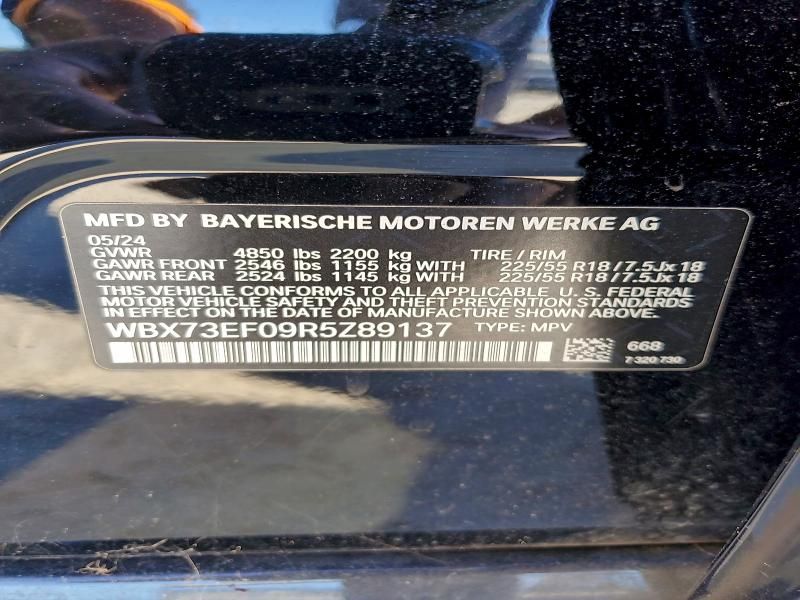 MFD BY BAYERISCHE MOTOREN WERKE AG
05/24
GVWR 4850 lbs 2200 kg TIRE / RIM
GAWR FRONT 2546 lbs 1155 kg WITH 225/55 R18 / 7.5Jx18
GAWR REAR 2524 lbs 1145 kg WITH 225/55 R18 / 7.5Jx18
THIS VEHICLE CONFORMS TO ALL APPLICABLE U. S. FEDERAL
MOTOR VEHICLE SAFETY AND THEFT PREVENTION STANDARDS
IN EFFECT ON THE DATE OF MANUFACTURE SHOWN ABOVE.
WBX73EF09R5Z89137 TYPE: MPV
668
7 320 730